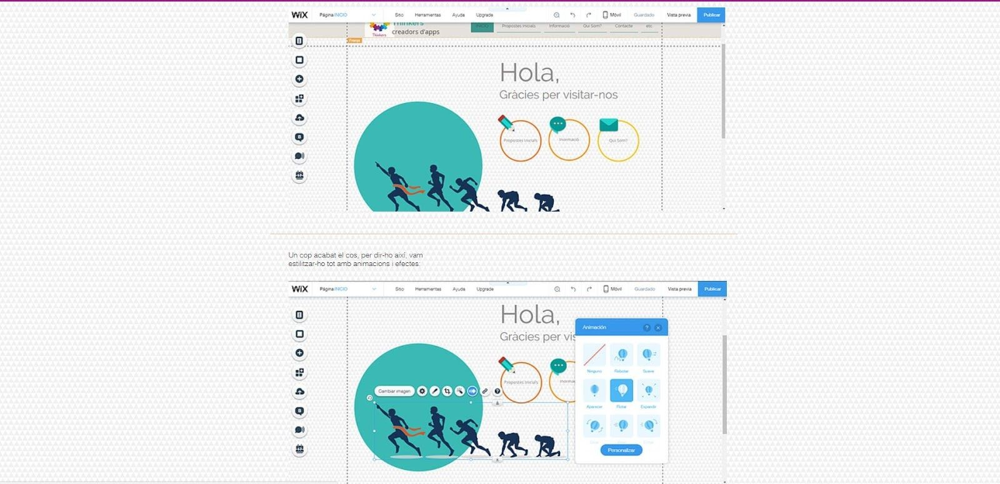 WiX Página: INICIO Sitio Herramientas Ayuda Upgrade Móvil Guardado Vista previa Publicar
Thinkers
creadors d'apps
Thinkers
INICIO Propostes Inicials Informació Qui Som? Contacte etc
Franja
Hola,
Gràcies per visitar-nos
Propostes Inicials
Inormació
Qui Som?
Un cop acabat el cos, per dir-ho així, vam
estilitzar-ho tot amb animacions i efectes:
WiX Página: INICIO Sitio Herramientas Ayuda Upgrade Móvil Guardado Vista previa Publicar
Hola,
Gràcies per vis
Propostes Inicials
Inorma
Cambiar imagen
Animación
Ninguno Rebotar Suave
Aparecer Flotar Expandir
Personalizar